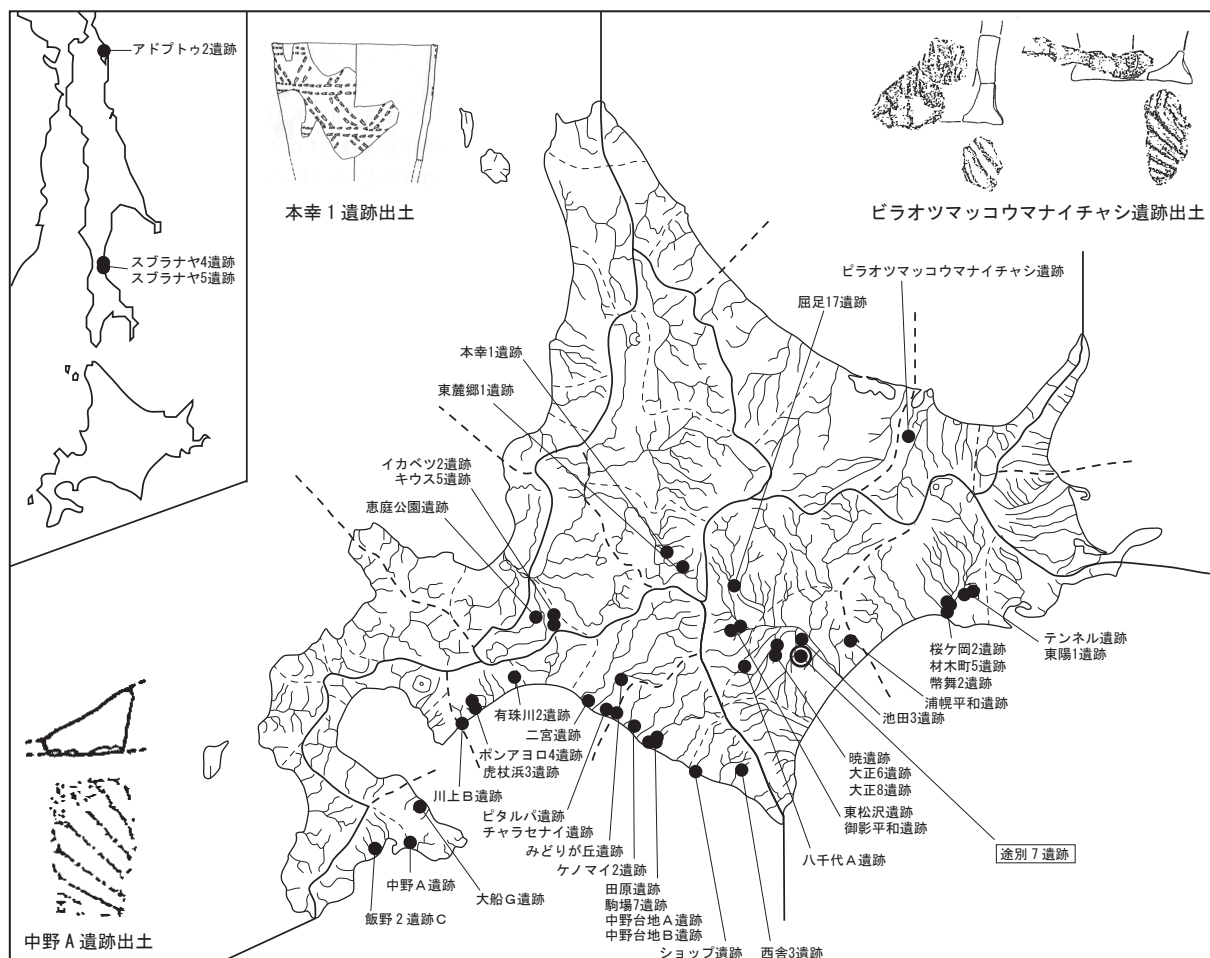 アドプトゥ2遺跡
スブラナヤ4遺跡
スブラナヤ5遺跡
本幸1遺跡出土
ビラオツマッコウマナイチャシ遺跡出土
ピラオツマッコウマナイチャシ遺跡
屈足17遺跡
本幸1遺跡
東麓郷1遺跡
イカベツ2遺跡
キウス5遺跡
恵庭公園遺跡
テンネル遺跡
東陽1遺跡
桜ケ岡2遺跡
材木町5遺跡
幣舞2遺跡
浦幌平和遺跡
池田3遺跡
暁遺跡
大正6遺跡
大正8遺跡
東松沢遺跡
御影平和遺跡
途別7遺跡
八千代A遺跡
有珠川2遺跡
二宮遺跡
ポンアヨロ4遺跡
虎杖浜3遺跡
川上B遺跡
ピタルパ遺跡
チャラセナイ遺跡
みどりが丘遺跡
ケノマイ2遺跡
田原遺跡
駒場7遺跡
中野台地A遺跡
中野台地B遺跡
ショップ遺跡
西舎3遺跡
大船G遺跡
中野A遺跡
飯野2遺跡C
中野A遺跡出土